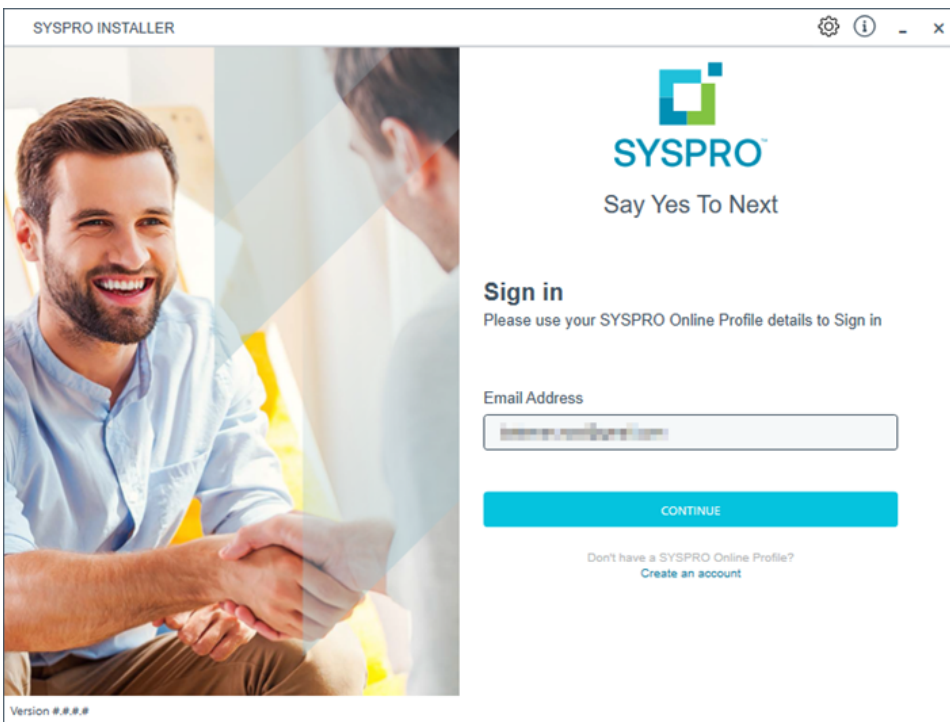 SYSPRO INSTALLER
SYSPRO™
Say Yes To Next
Sign in
Please use your SYSPRO Online Profile details to Sign in
Email Address
CONTINUE
Don't have a SYSPRO Online Profile?
Create an account
Version #.#.#.#